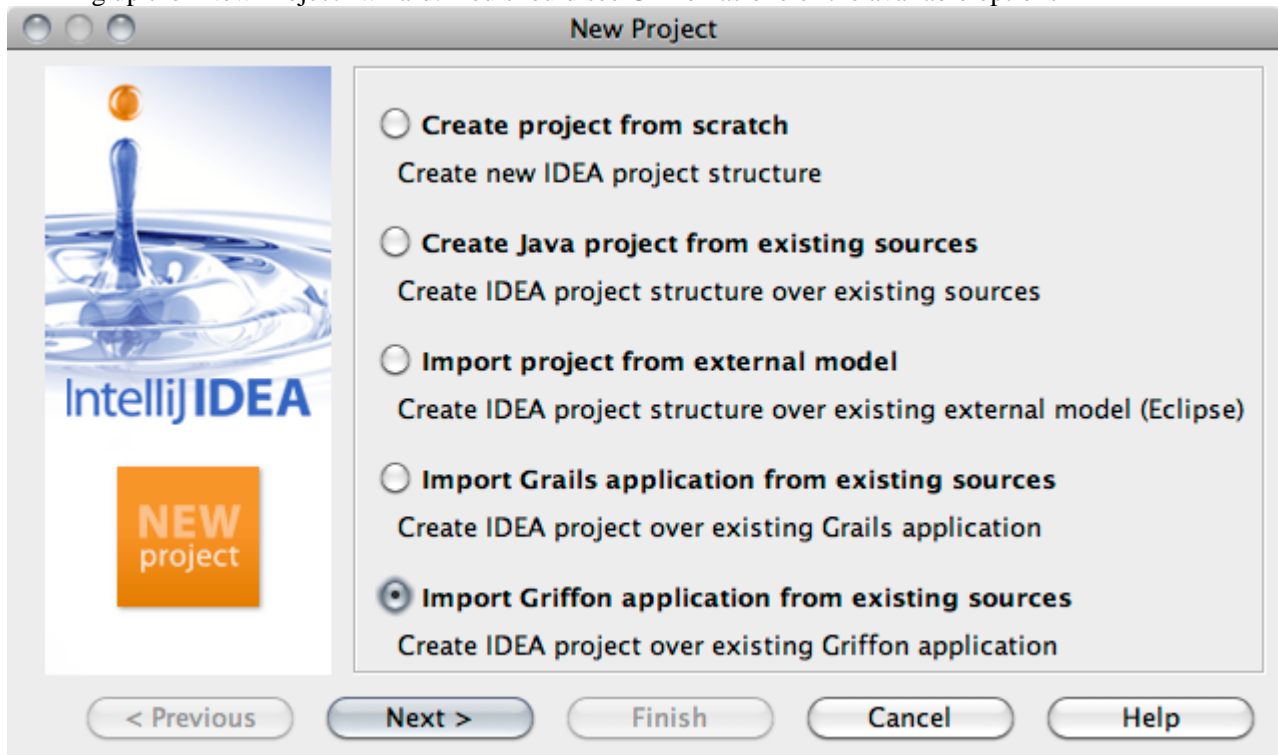 New Project
Create project from scratch
Create new IDEA project structure
Create Java project from existing sources
Create IDEA project structure over existing sources
Import project from external model
Create IDEA project structure over existing external model (Eclipse)
Import Grails application from existing sources
Create IDEA project over existing Grails application
Import Griffon application from existing sources
Create IDEA project over existing Griffon application
IntelliJ IDEA
NEW
project
< Previous
Next >
Finish
Cancel
Help